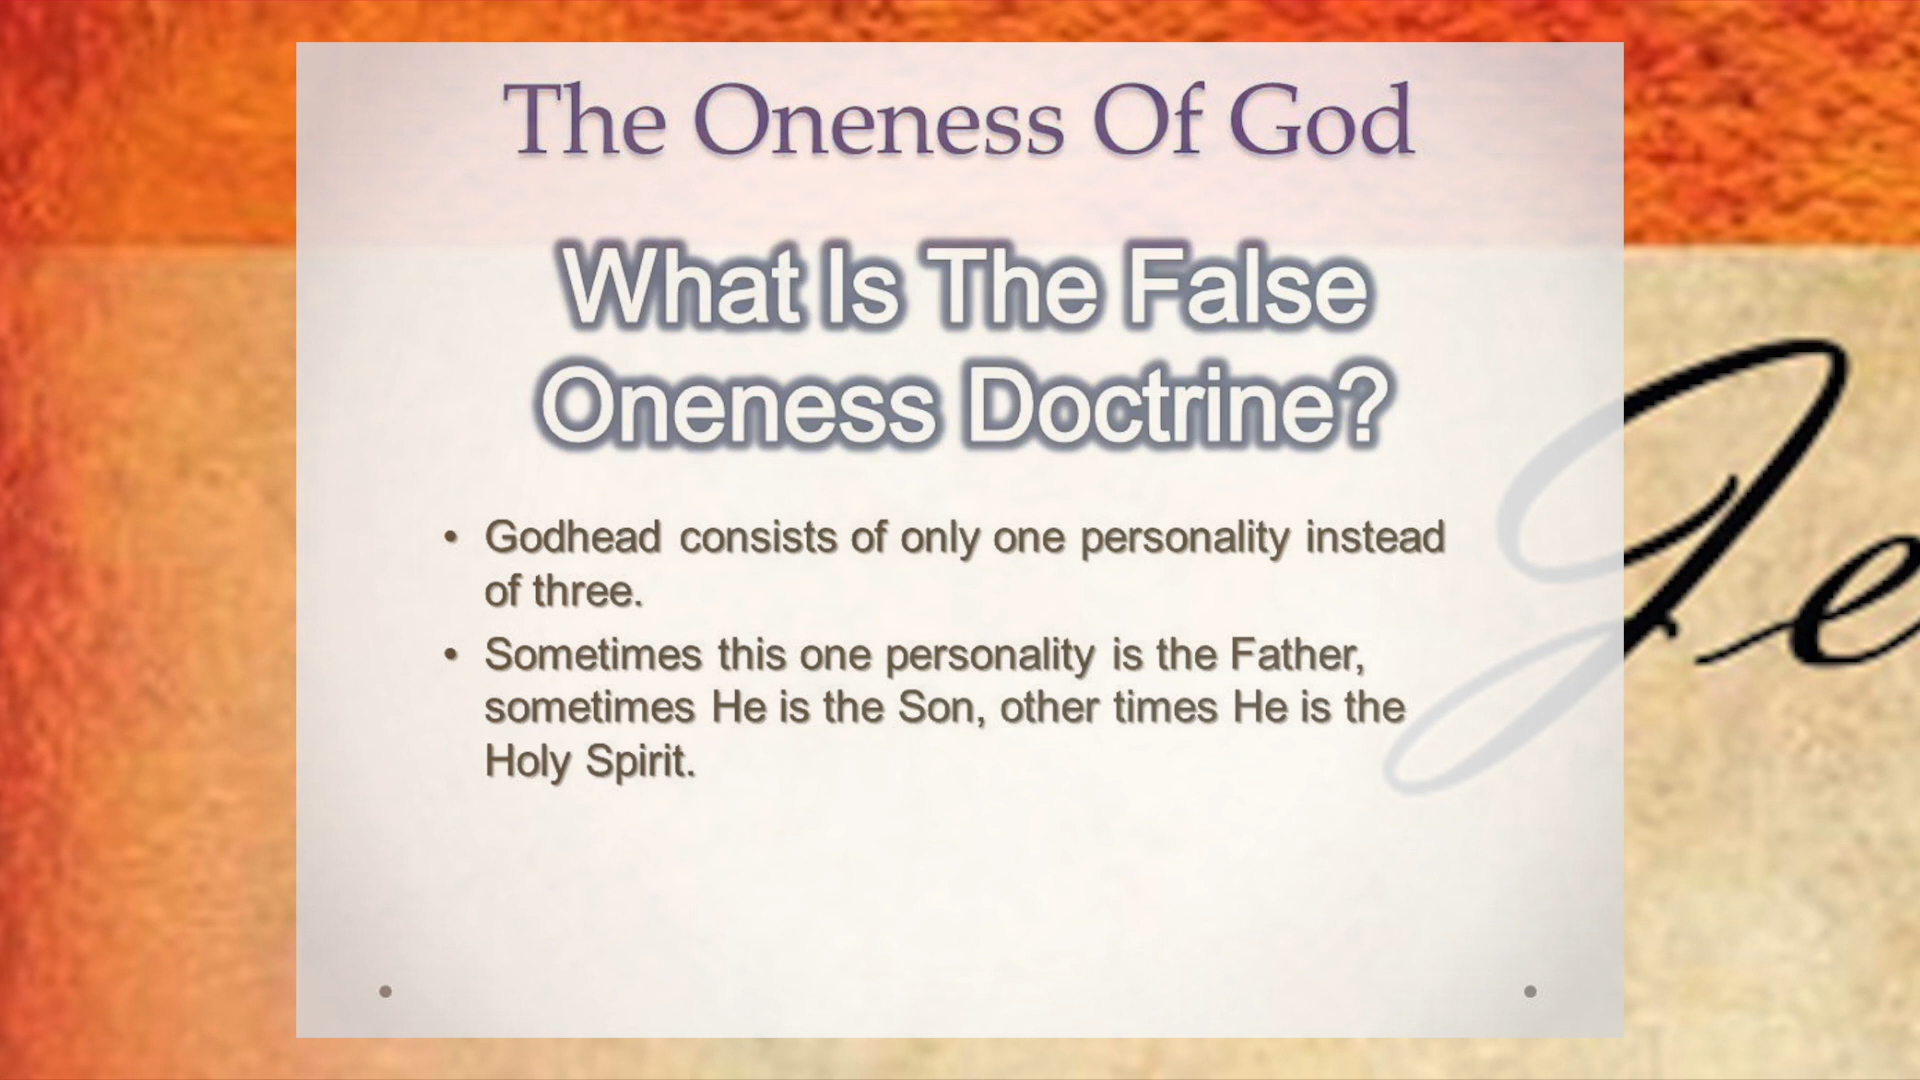 The Oneness Of God
What Is The False
Oneness Doctrine?
• Godhead consists of only one personality instead
of three.
• Sometimes this one personality is the Father,
sometimes He is the Son, other times He is the
Holy Spirit.
Je